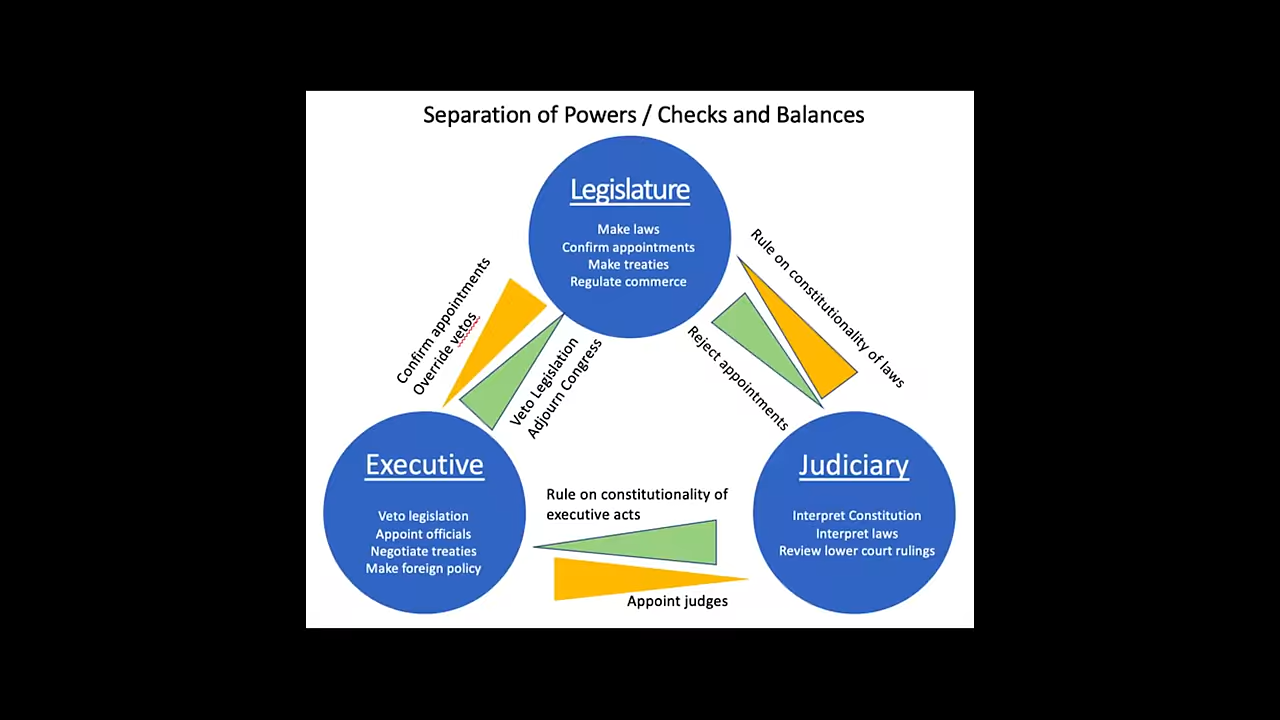 Separation of Powers / Checks and Balances
Legislature
Make laws
Confirm appointments
Make treaties
Regulate commerce
Confirm appointments
Override vetos
Veto Legislation
Adjourn Congress
Reject appointments
Rule on constitutionality of laws
Executive
Veto legislation
Appoint officials
Negotiate treaties
Make foreign policy
Rule on constitutionality of
executive acts
Appoint judges
Judiciary
Interpret Constitution
Interpret laws
Review lower court rulings